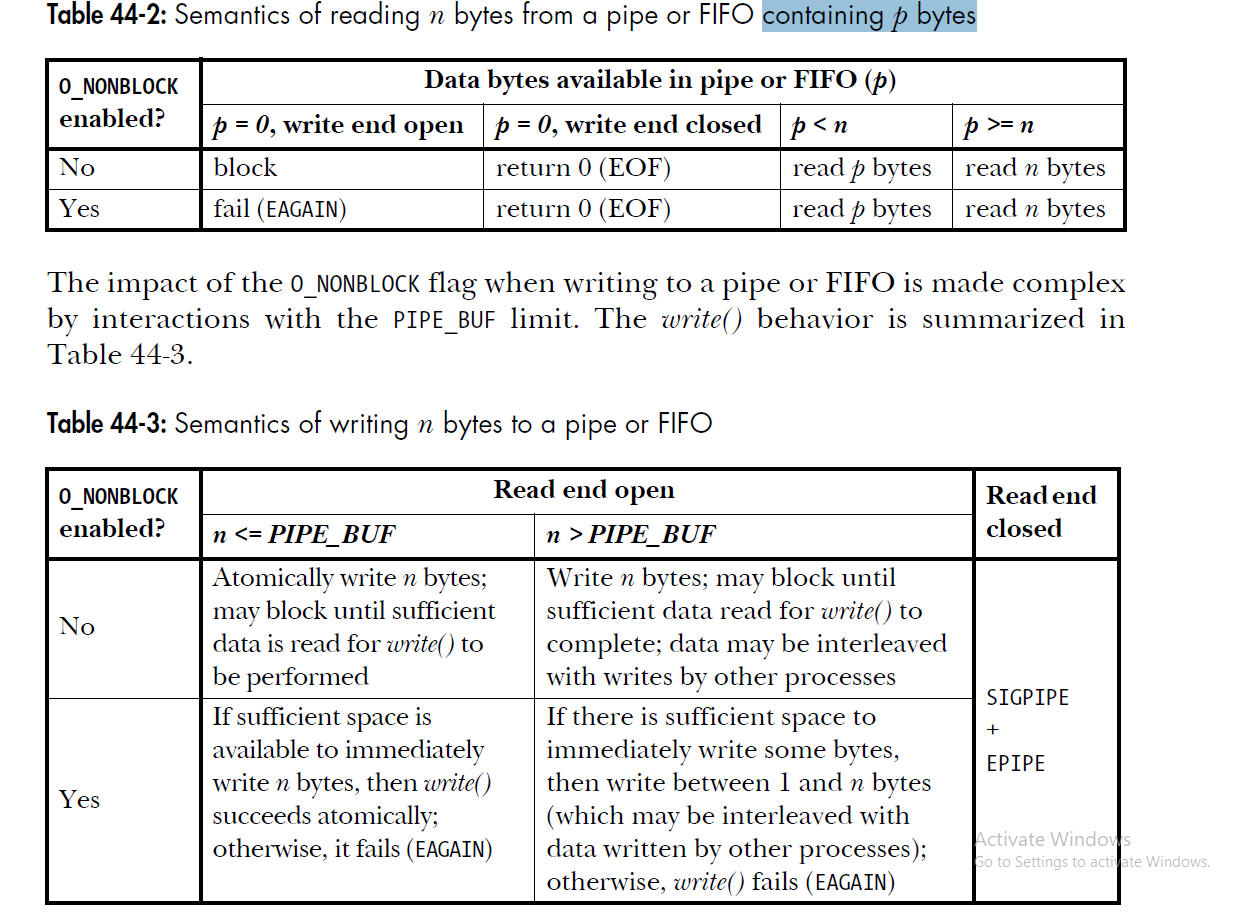 Table 44-2: Semantics of reading n bytes from a pipe or FIFO containing p bytes
O_NONBLOCK
enabled?
Data bytes available in pipe or FIFO (p)
p = 0, write end open
p = 0, write end closed
p < n
p >= n
No
block
return 0 (EOF)
read p bytes
read n bytes
Yes
fail (EAGAIN)
return 0 (EOF)
read p bytes
read n bytes
The impact of the O_NONBLOCK flag when writing to a pipe or FIFO is made complex
by interactions with the PIPE_BUF limit. The write() behavior is summarized in
Table 44-3.
Table 44-3: Semantics of writing n bytes to a pipe or FIFO
O_NONBLOCK
enabled?
Read end open
Read end
closed
n <= PIPE_BUF
n > PIPE_BUF
No
Atomically write n bytes;
may block until sufficient
data is read for write() to
be performed
Write n bytes; may block until
sufficient data read for write() to
complete; data may be interleaved
with writes by other processes
SIGPIPE
+
EPIPE
Yes
If sufficient space is
available to immediately
write n bytes, then write()
succeeds atomically;
otherwise, it fails (EAGAIN)
If there is sufficient space to
immediately write some bytes,
then write between 1 and n bytes
(which may be interleaved with
data written by other processes);
otherwise, write() fails (EAGAIN)
Activate Windows
Go to Settings to activate Windows.